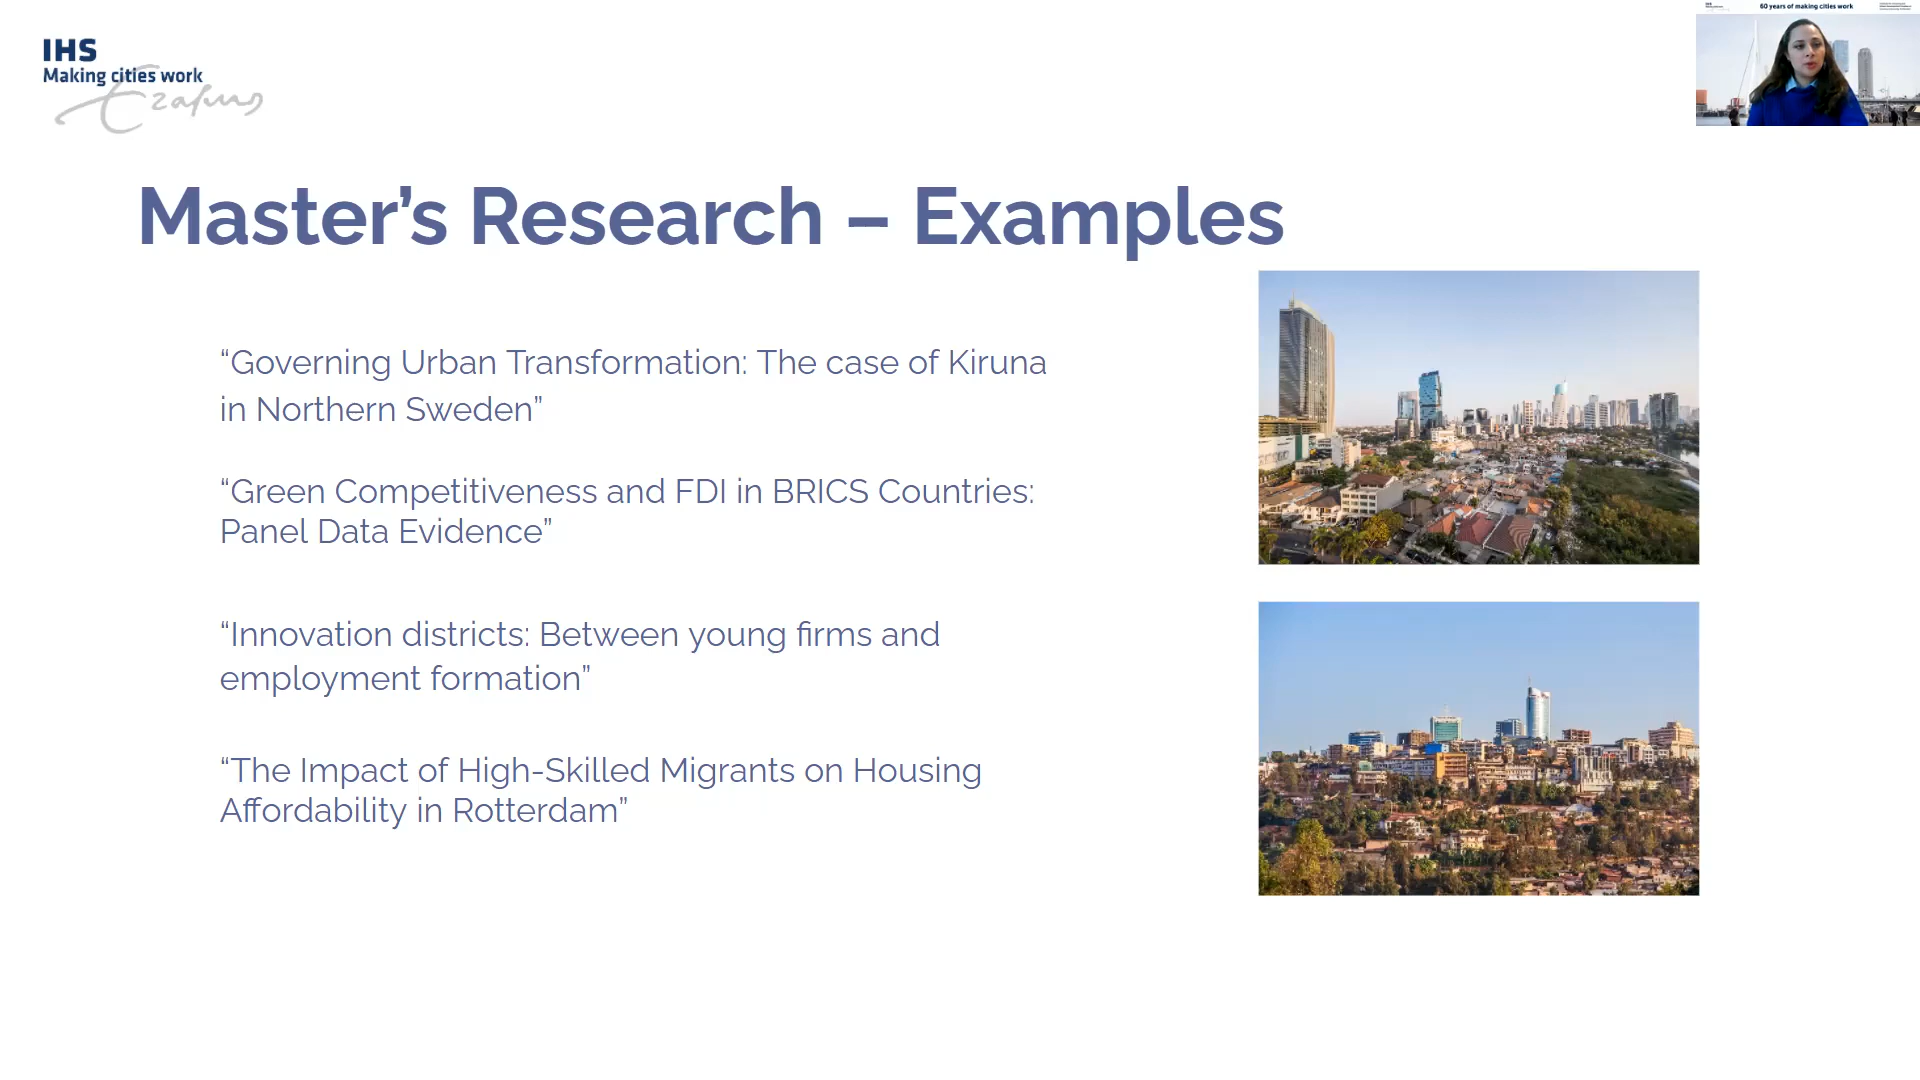 IHS
Making cities work
Erasmus
60 years of making cities work
Master’s Research – Examples
“Governing Urban Transformation: The case of Kiruna
in Northern Sweden”
“Green Competitiveness and FDI in BRICS Countries:
Panel Data Evidence”
“Innovation districts: Between young firms and
employment formation”
“The Impact of High-Skilled Migrants on Housing
Affordability in Rotterdam”